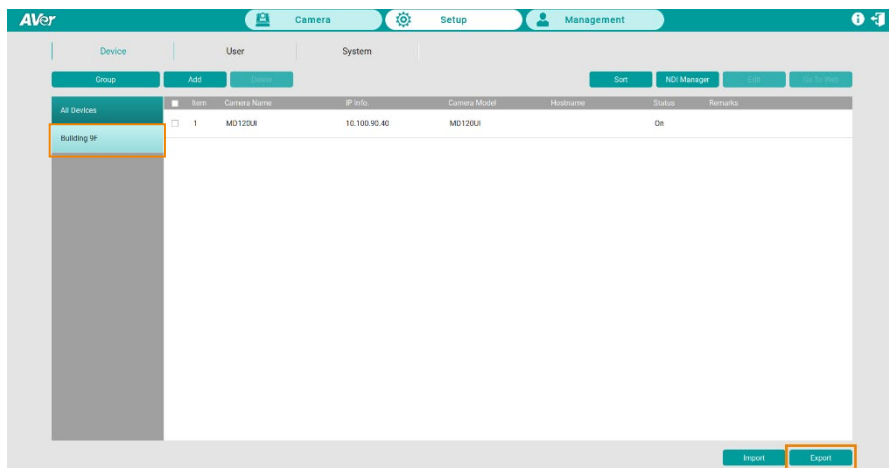 AVer Camera Setup Management
Device User System
Group Add Delete Sort NDI Manager Edit Go To Web
All Devices
Item Camera Name IP Info. Camera Model Hostname Status Remarks
1 MD120UI 10.100.90.40 MD120UI On
Building 9F
Import Export